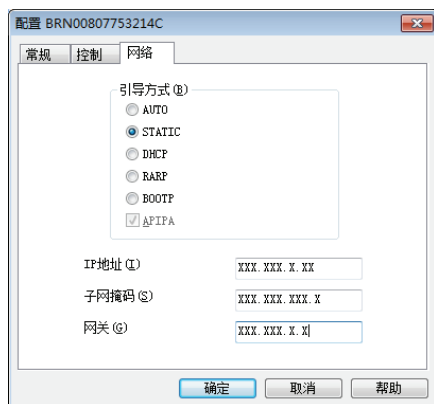 配置 BRN00807753214C
常规 控制 网络
引导方式(B)
AUTO
STATIC
DHCP
RARP
BOOTP
APIPA
IP地址(I) XXX.XXX.X.XX
子网掩码(S) XXX.XXX.XXX.X
网关(G) XXX.XXX.X.X
确定 取消 帮助